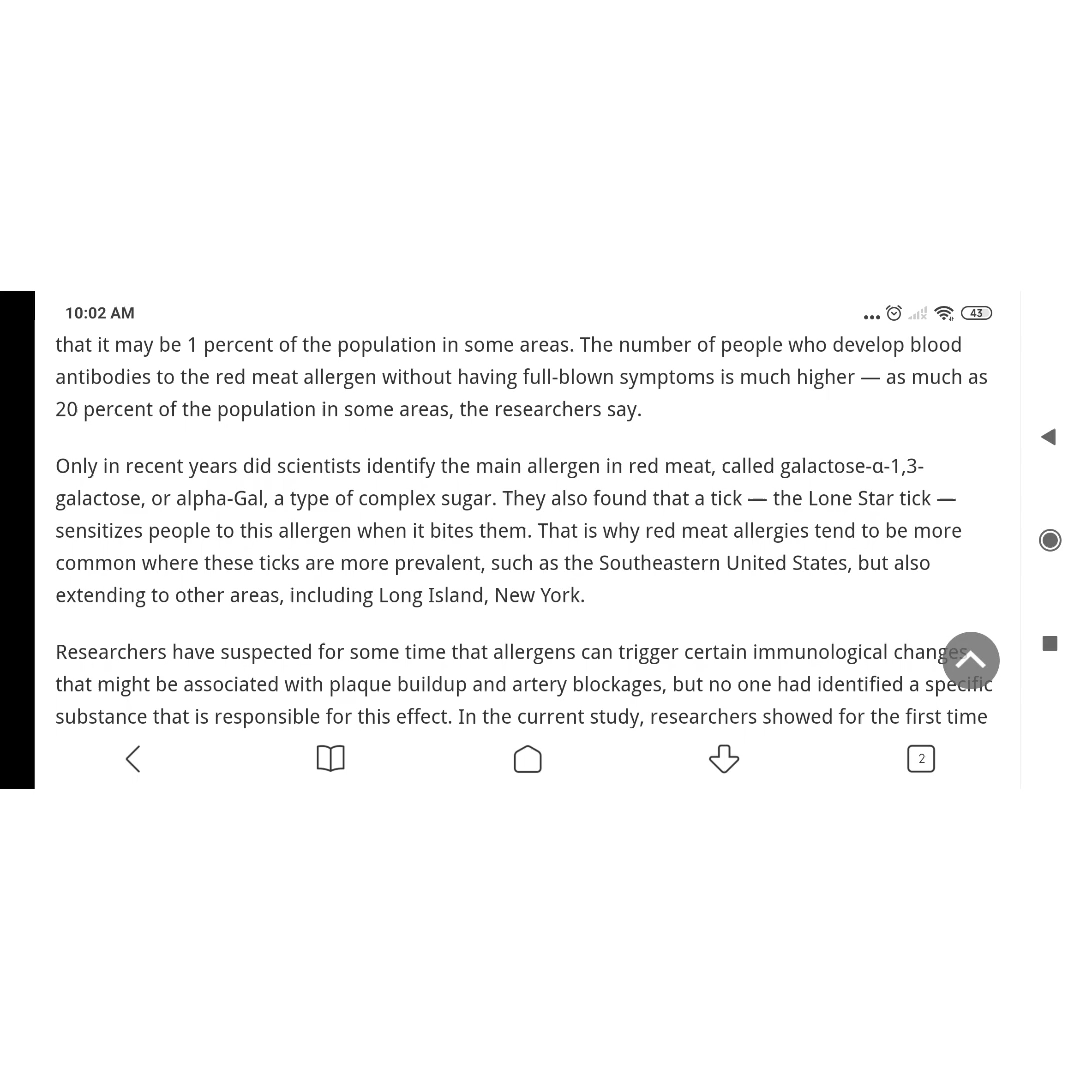 10:02 AM
43
that it may be 1 percent of the population in some areas. The number of people who develop blood
antibodies to the red meat allergen without having full-blown symptoms is much higher — as much as
20 percent of the population in some areas, the researchers say.
Only in recent years did scientists identify the main allergen in red meat, called galactose-α-1,3-
galactose, or alpha-Gal, a type of complex sugar. They also found that a tick — the Lone Star tick —
sensitizes people to this allergen when it bites them. That is why red meat allergies tend to be more
common where these ticks are more prevalent, such as the Southeastern United States, but also
extending to other areas, including Long Island, New York.
Researchers have suspected for some time that allergens can trigger certain immunological changes
that might be associated with plaque buildup and artery blockages, but no one had identified a specific
substance that is responsible for this effect. In the current study, researchers showed for the first time
2